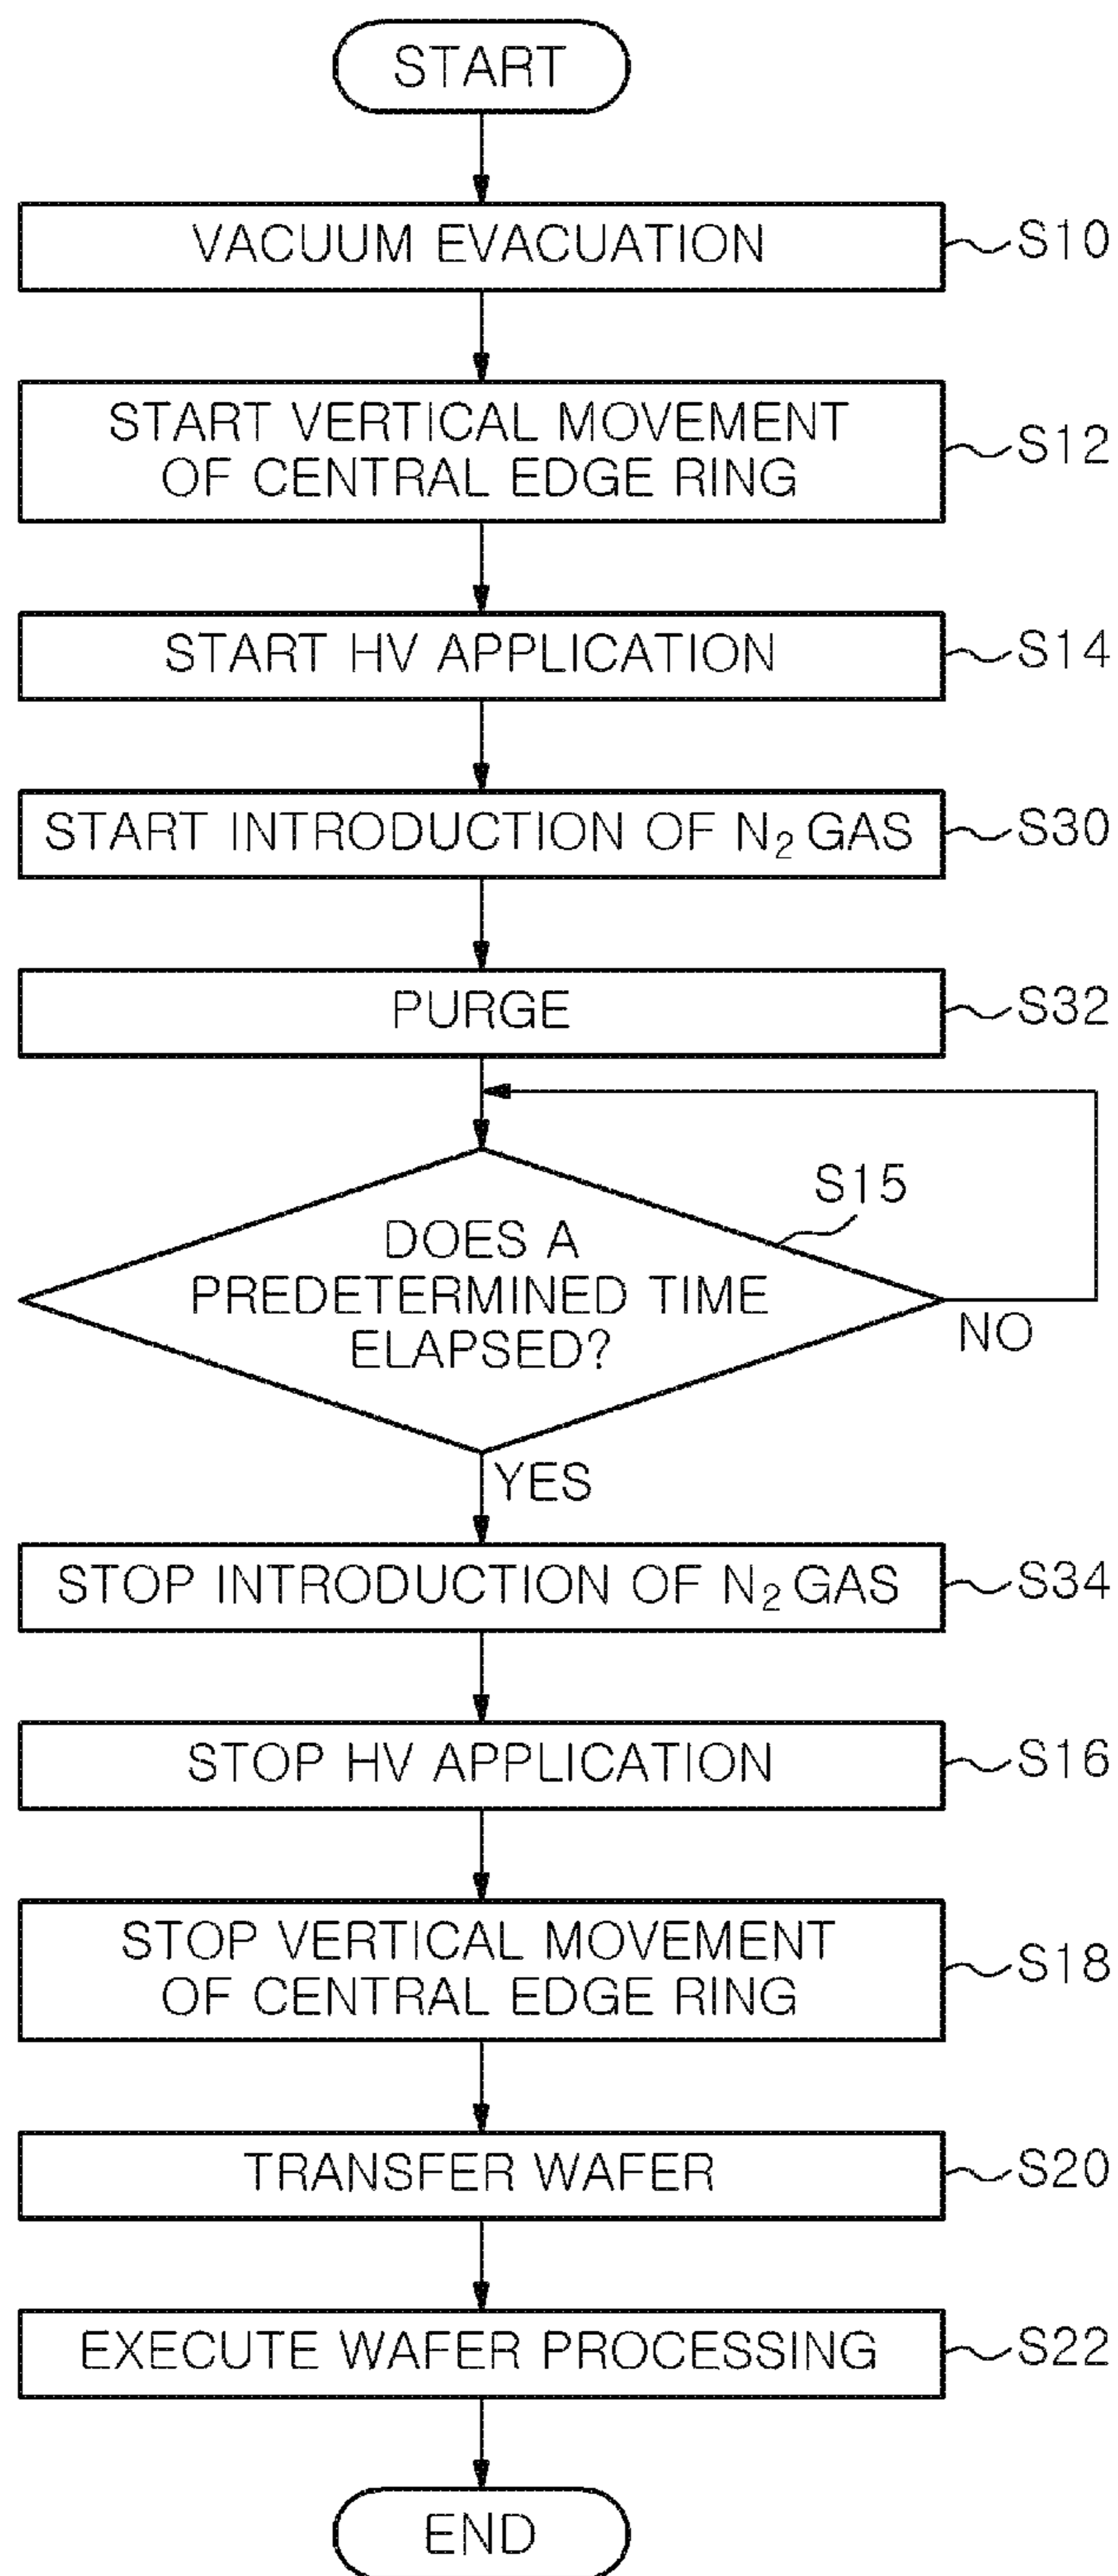 START
VACUUM EVACUATION
S10
START VERTICAL MOVEMENT
OF CENTRAL EDGE RING
S12
START HV APPLICATION
S14
START INTRODUCTION OF N₂ GAS
S30
PURGE
S32
S15
DOES A
PREDETERMINED TIME
ELAPSED?
NO
YES
STOP INTRODUCTION OF N₂ GAS
S34
STOP HV APPLICATION
S16
STOP VERTICAL MOVEMENT
OF CENTRAL EDGE RING
S18
TRANSFER WAFER
S20
EXECUTE WAFER PROCESSING
S22
END